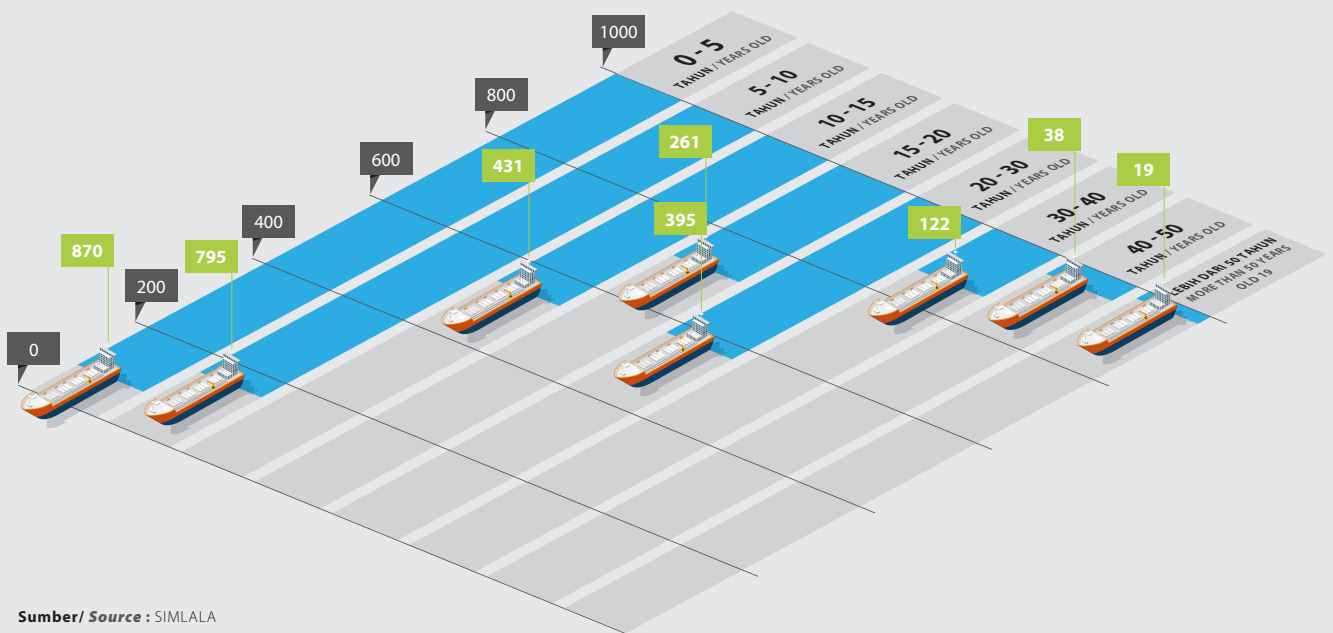 1000
800
600
400
200
0
0 - 5
TAHUN / YEARS OLD
5 - 10
TAHUN / YEARS OLD
10 - 15
TAHUN / YEARS OLD
15 - 20
TAHUN / YEARS OLD
20 - 30
TAHUN / YEARS OLD
30 - 40
TAHUN / YEARS OLD
40 - 50
TAHUN / YEARS OLD
LEBIH DARI 50 TAHUN
MORE THAN 50 YEARS
OLD 19
870
795
431
261
395
122
38
19
Sumber/ Source : SIMLALA